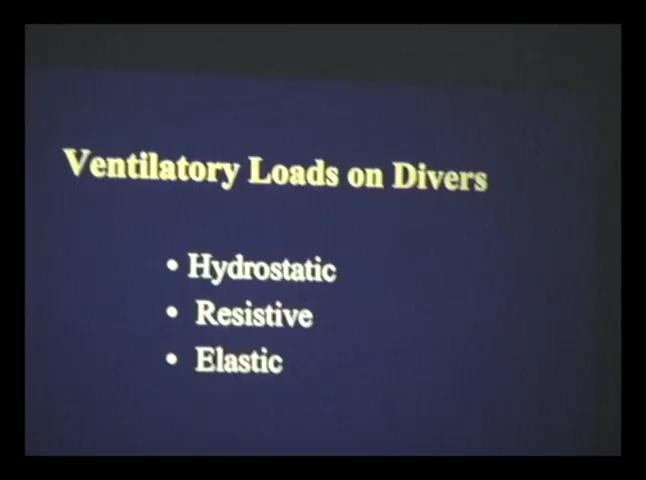 Ventilatory Loads on Divers
• Hydrostatic
• Resistive
• Elastic